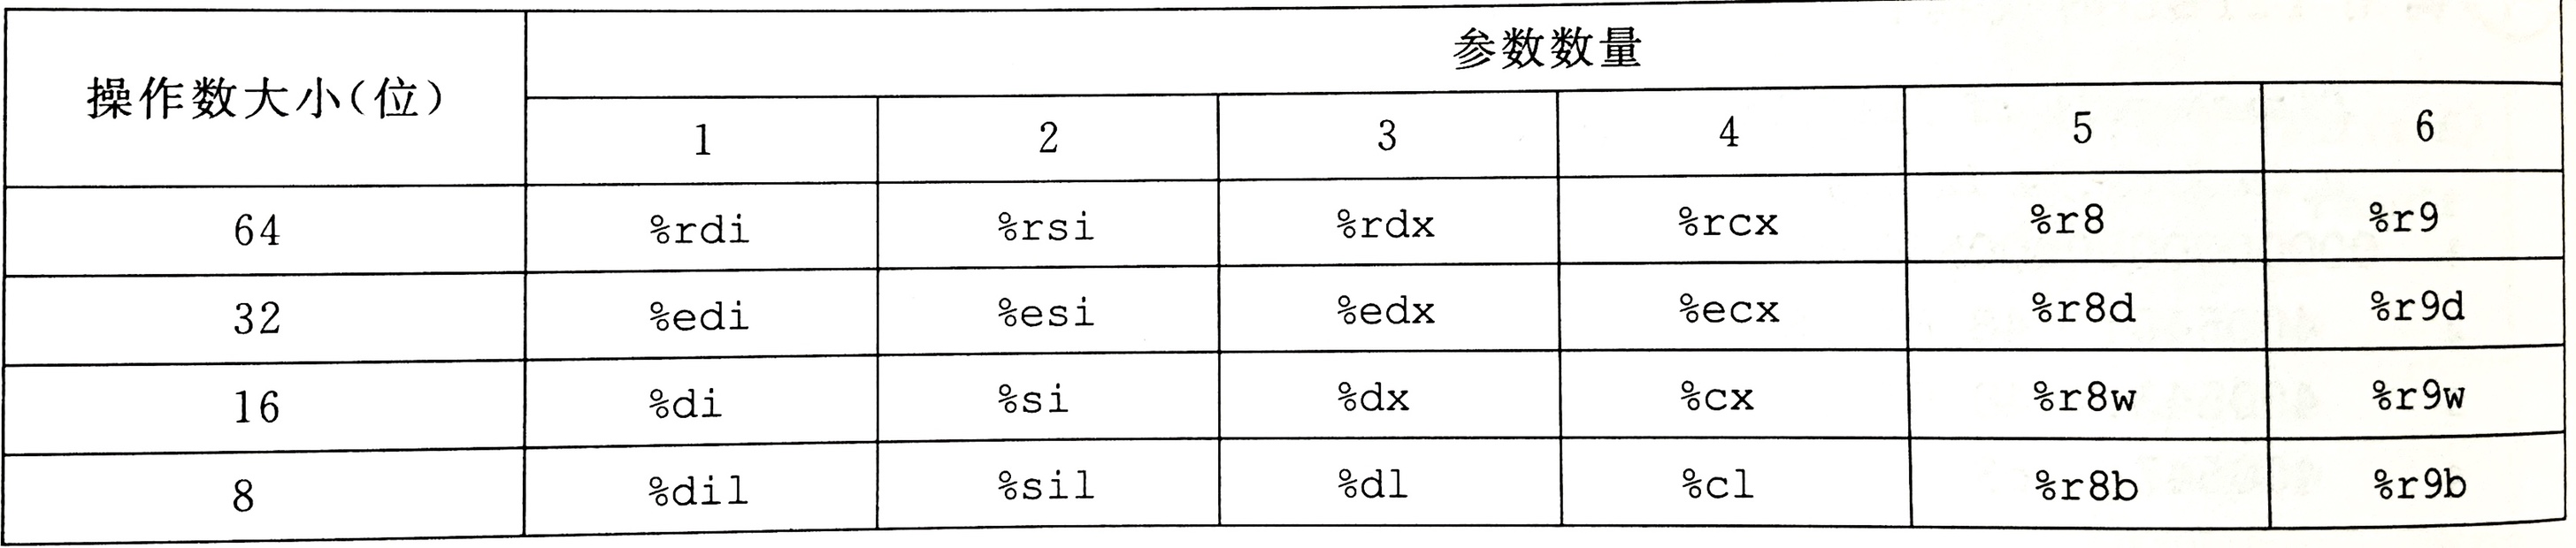 参数数量
操作数大小(位)
1 2 3 4 5 6
64 %rdi %rsi %rdx %rcx %r8 %r9
32 %edi %esi %edx %ecx %r8d %r9d
16 %di %si %dx %cx %r8w %r9w
8 %dil %sil %dl %cl %r8b %r9b